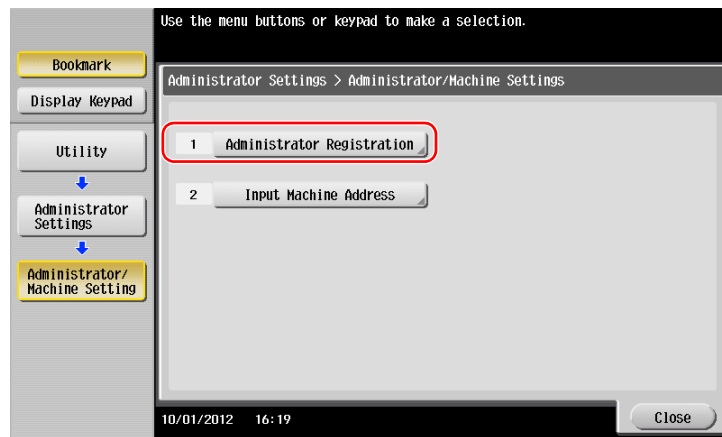 Use the menu buttons or keypad to make a selection.
Bookmark
Display Keypad
Utility
Administrator
Settings
Administrator/
Machine Setting
Administrator Settings > Administrator/Machine Settings
1 Administrator Registration
2 Input Machine Address
10/01/2012 16:19
Close